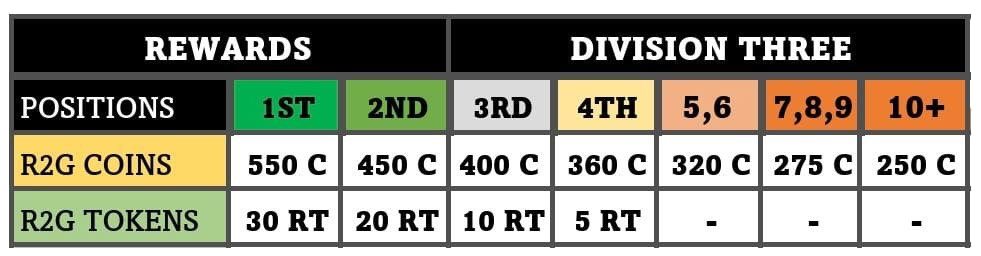 REWARDS DIVISION THREE
POSITIONS 1ST 2ND 3RD 4TH 5,6 7,8,9 10+
R2G COINS 550 C 450 C 400 C 360 C 320 C 275 C 250 C
R2G TOKENS 30 RT 20 RT 10 RT 5 RT - - -